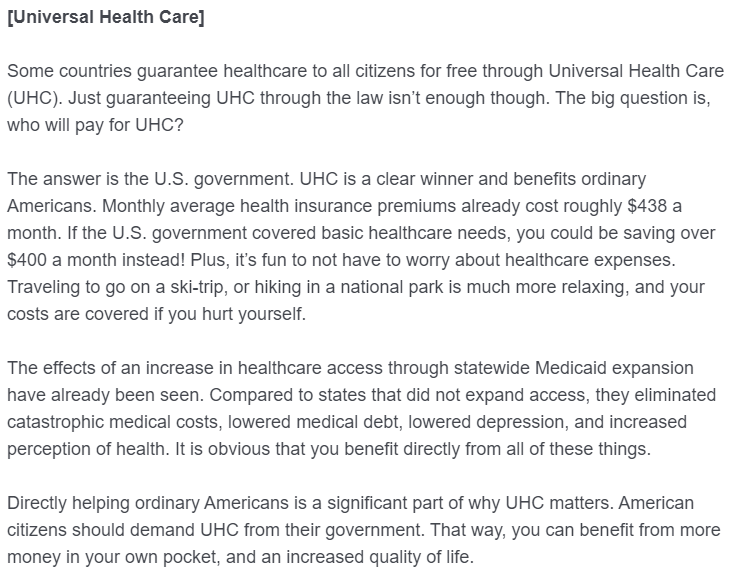 [Universal Health Care]
Some countries guarantee healthcare to all citizens for free through Universal Health Care
(UHC). Just guaranteeing UHC through the law isn’t enough though. The big question is,
who will pay for UHC?
The answer is the U.S. government. UHC is a clear winner and benefits ordinary
Americans. Monthly average health insurance premiums already cost roughly $438 a
month. If the U.S. government covered basic healthcare needs, you could be saving over
$400 a month instead! Plus, it’s fun to not have to worry about healthcare expenses.
Traveling to go on a ski-trip, or hiking in a national park is much more relaxing, and your
costs are covered if you hurt yourself.
The effects of an increase in healthcare access through statewide Medicaid expansion
have already been seen. Compared to states that did not expand access, they eliminated
catastrophic medical costs, lowered medical debt, lowered depression, and increased
perception of health. It is obvious that you benefit directly from all of these things.
Directly helping ordinary Americans is a significant part of why UHC matters. American
citizens should demand UHC from their government. That way, you can benefit from more
money in your own pocket, and an increased quality of life.